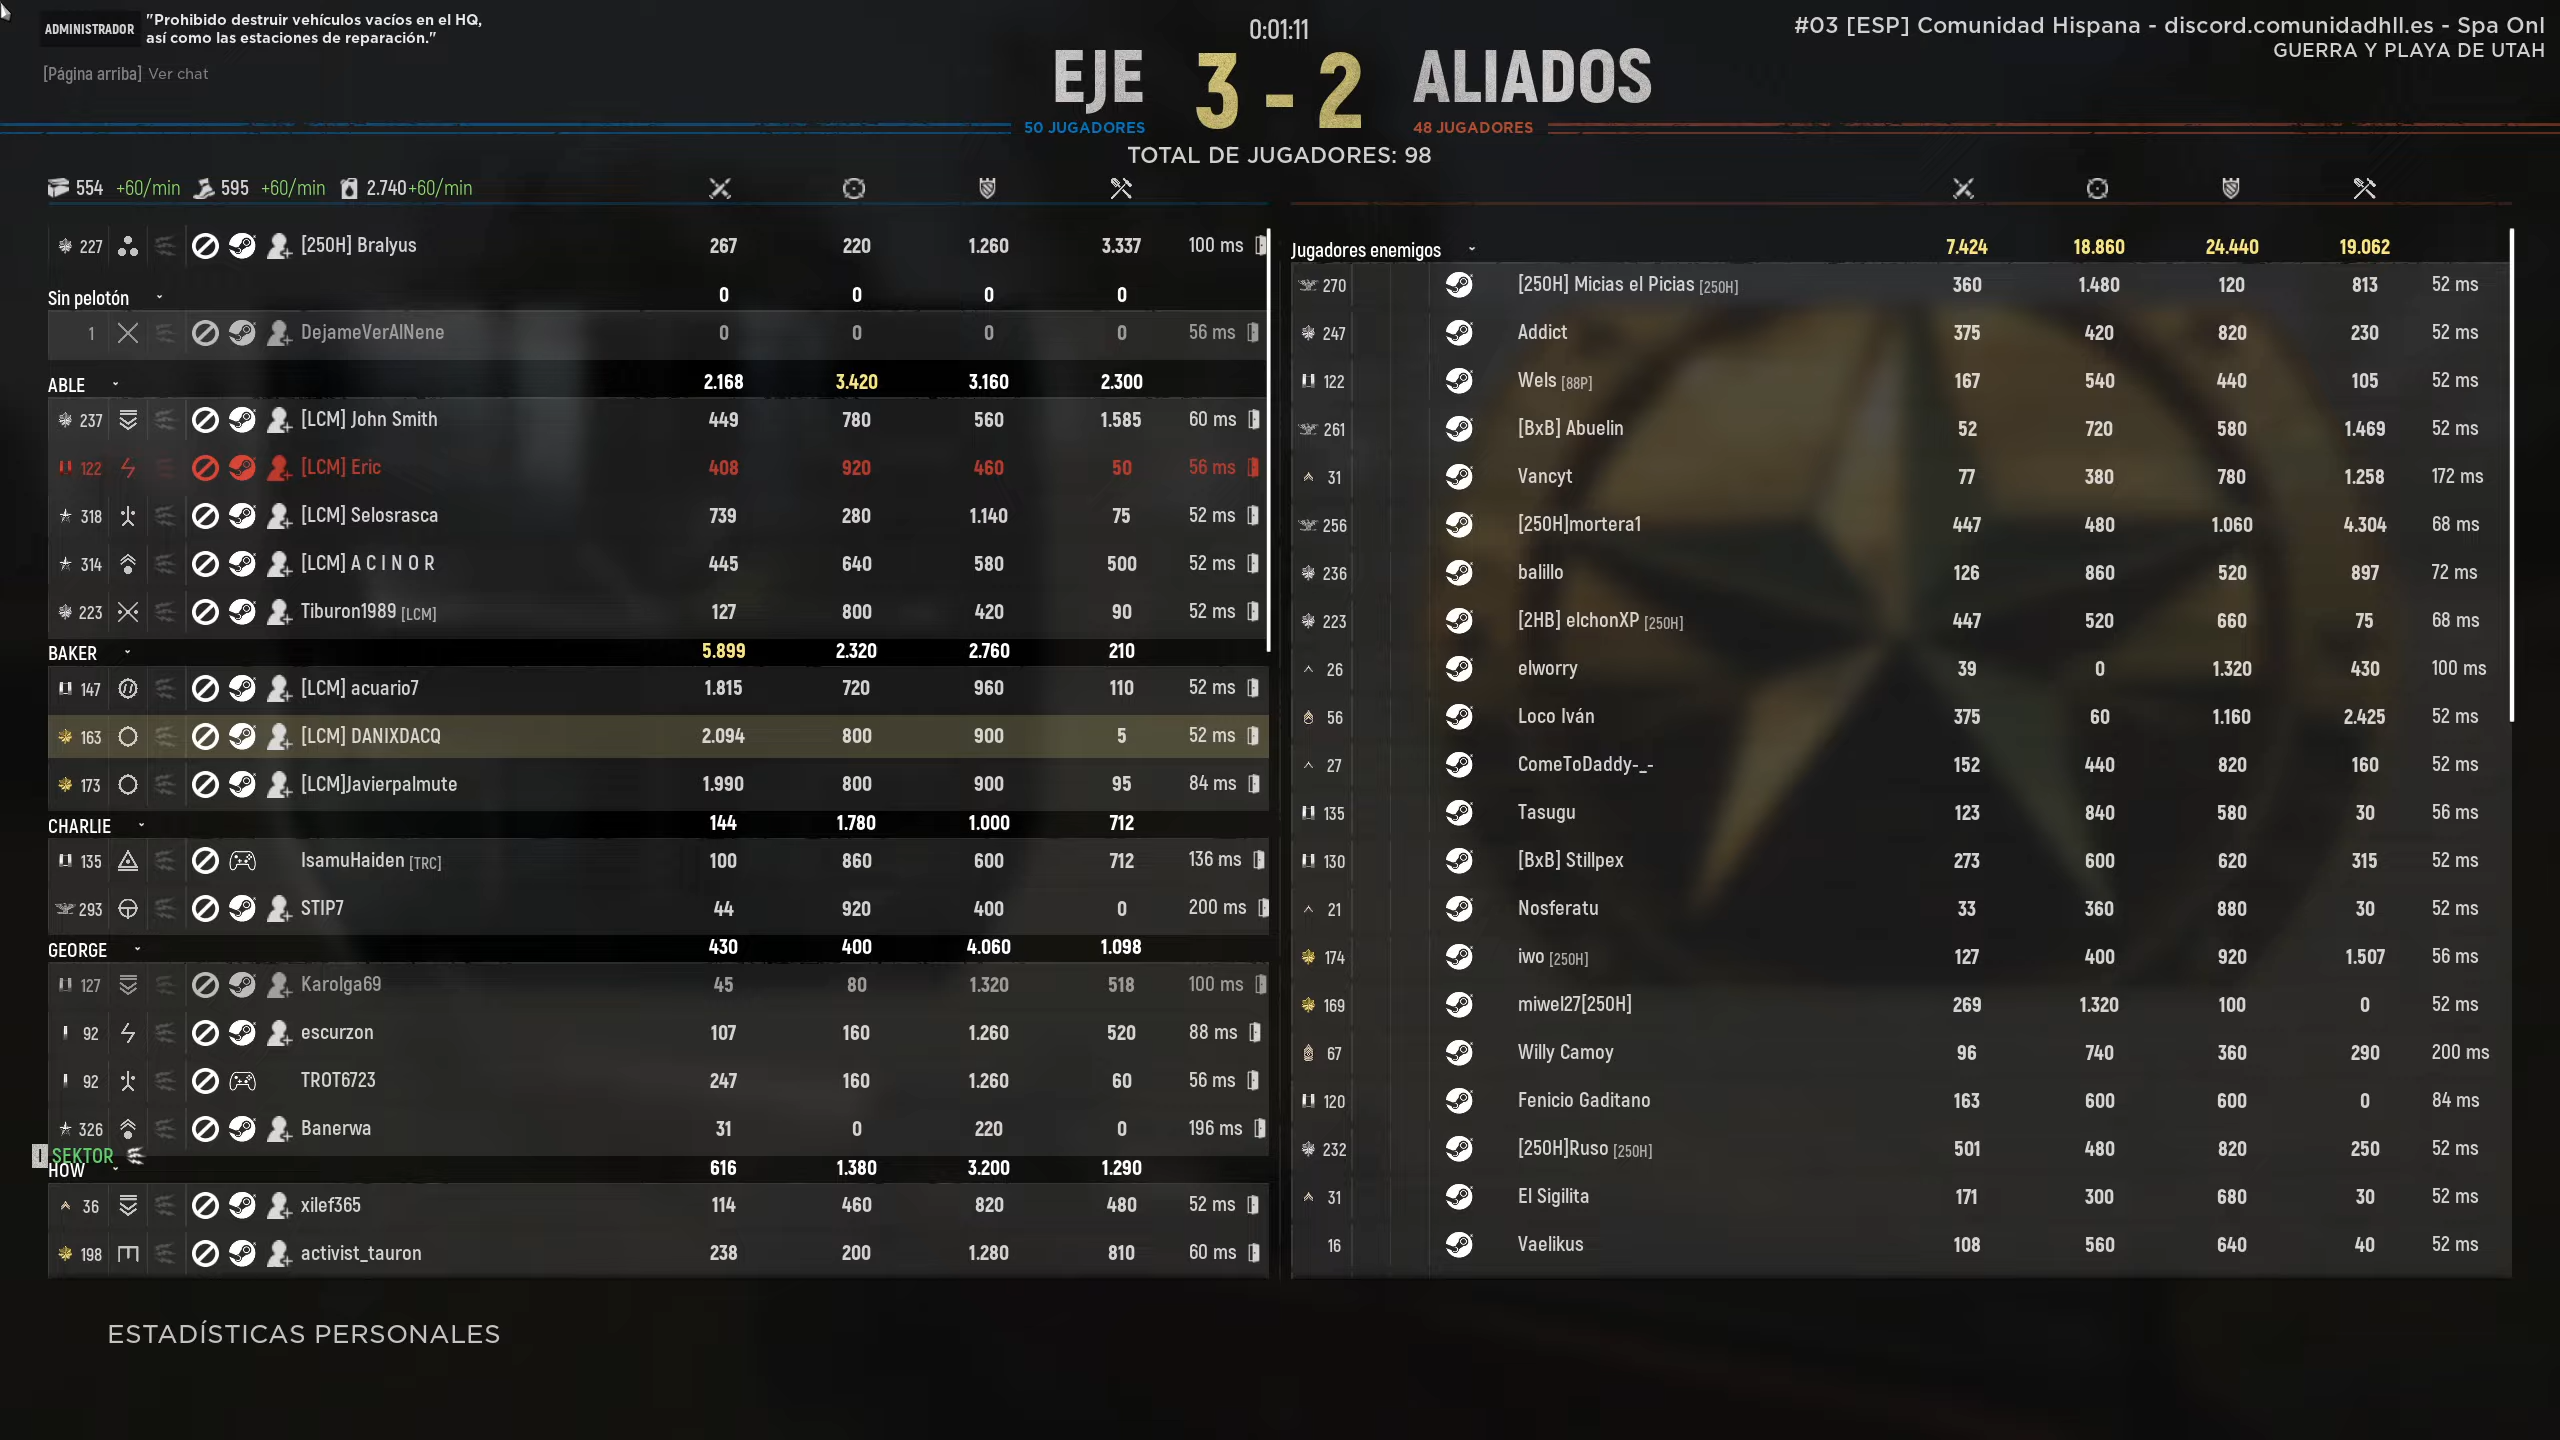 ADMINISTRADOR "Prohibido destruir vehículos vacíos en el HQ,
así como las estaciones de reparación."
[Página arriba] Ver chat
0:01:11
EJE 3 - 2 ALIADOS
50 JUGADORES 48 JUGADORES
TOTAL DE JUGADORES: 98
#03 [ESP] Comunidad Hispana - discord.comunidadhll.es - Spa Onl
GUERRA Y PLAYA DE UTAH
554 +60/min 595 +60/min 2.740 +60/min
227 [250H] Bralyus 267 220 1.260 3.337 100 ms
Sin pelotón 0 0 0 0
1 DejameVerAlNene 0 0 0 0 56 ms
ABLE 2.168 3.420 3.160 2.300
237 [LCM] John Smith 449 780 560 1.585 60 ms
122 [LCM] Eric 408 920 460 50 56 ms
318 [LCM] Selosrasca 739 280 1.140 75 52 ms
314 [LCM] A C I N O R 445 640 580 500 52 ms
223 Tiburon1989 [LCM] 127 800 420 90 52 ms
BAKER 5.899 2.320 2.760 210
147 [LCM] acuario7 1.815 720 960 110 52 ms
163 [LCM] DANIXDACQ 2.094 800 900 5 52 ms
173 [LCM]Javierpalmute 1.990 800 900 95 84 ms
CHARLIE 144 1.780 1.000 712
135 IsamuHaiden [TRC] 100 860 600 712 136 ms
293 STIP7 44 920 400 0 200 ms
GEORGE 430 400 4.060 1.098
127 Karolga69 45 80 1.320 518 100 ms
92 escurzon 107 160 1.260 520 88 ms
92 TROT6723 247 160 1.260 60 56 ms
326 Banerwa 31 0 220 0 196 ms
I SEKTOR
HOW 616 1.380 3.200 1.290
36 xilef365 114 460 820 480 52 ms
198 activist_tauron 238 200 1.280 810 60 ms
Jugadores enemigos 7.424 18.860 24.440 19.062
270 [250H] Micias el Picias [250H] 360 1.480 120 813 52 ms
247 Addict 375 420 820 230 52 ms
122 Wels [88P] 167 540 440 105 52 ms
261 [BxB] Abuelin 52 720 580 1.469 52 ms
31 Vancyt 77 380 780 1.258 172 ms
256 [250H]mortera1 447 480 1.060 4.304 68 ms
236 balillo 126 860 520 897 72 ms
223 [2HB] elchonXP [250H] 447 520 660 75 68 ms
26 elworry 39 0 1.320 430 100 ms
56 Loco Iván 375 60 1.160 2.425 52 ms
27 ComeToDaddy-_- 152 440 820 160 52 ms
135 Tasugu 123 840 580 30 56 ms
130 [BxB] Stillpex 273 600 620 315 52 ms
21 Nosferatu 33 360 880 30 52 ms
174 iwo [250H] 127 400 920 1.507 56 ms
169 miwel27[250H] 269 1.320 100 0 52 ms
67 Willy Camoy 96 740 360 290 200 ms
120 Fenicio Gaditano 163 600 600 0 84 ms
232 [250H]Ruso [250H] 501 480 820 250 52 ms
31 El Sigilita 171 300 680 30 52 ms
16 Vaelikus 108 560 640 40 52 ms
ESTADÍSTICAS PERSONALES